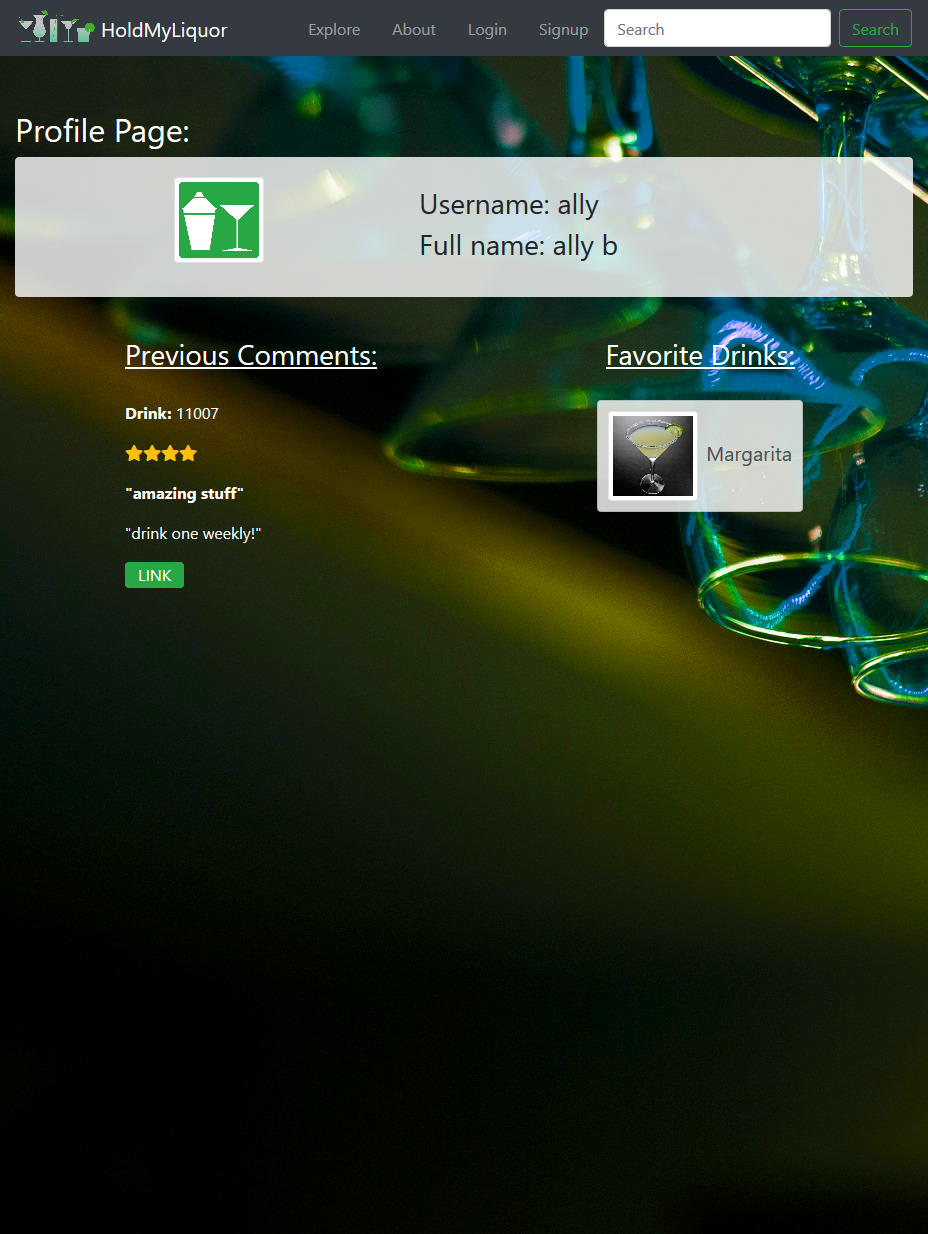 HoldMyLiquor
Explore
About
Login
Signup
Search
Search
Profile Page:
Username: ally
Full name: ally b
Previous Comments:
Drink: 11007
"amazing stuff"
"drink one weekly!"
LINK
Favorite Drinks:
Margarita